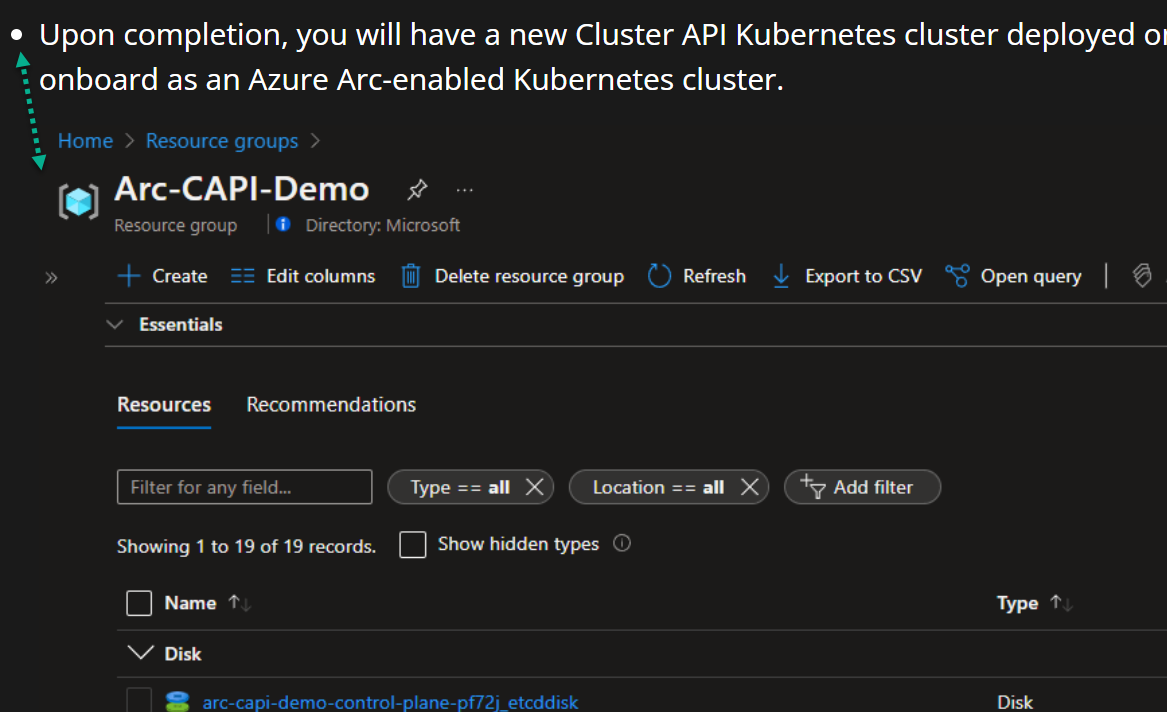 Upon completion, you will have a new Cluster API Kubernetes cluster deployed
onboard as an Azure Arc-enabled Kubernetes cluster.
Home > Resource groups >
Arc-CAPI-Demo ...
Resource group | Directory: Microsoft
» + Create Edit columns Delete resource group Refresh Export to CSV Open query |
Essentials
Resources Recommendations
Filter for any field... Type == all Location == all Add filter
Showing 1 to 19 of 19 records. Show hidden types
Name ↑↓ Type ↑↓
Disk
arc-capi-demo-control-plane-pf72j_etcddisk Disk